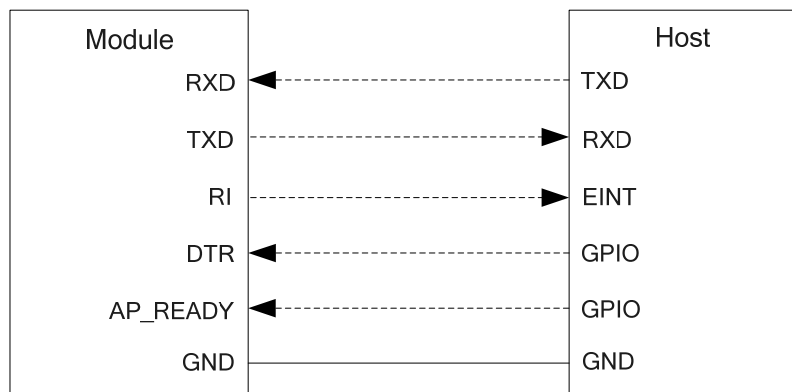 Module Host
RXD TXD
TXD RXD
RI EINT
DTR GPIO
AP_READY GPIO
GND GND